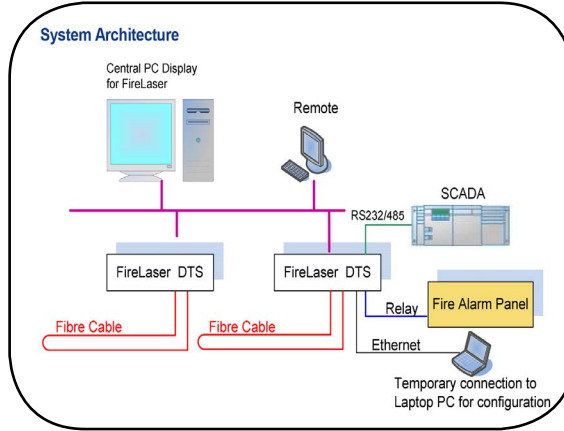 System Architecture
Central PC Display
for FireLaser
Remote
SCADA
RS232/485
FireLaser DTS
FireLaser DTS
Fibre Cable
Fibre Cable
Relay
Fire Alarm Panel
Ethernet
Temporary connection to
Laptop PC for configuration